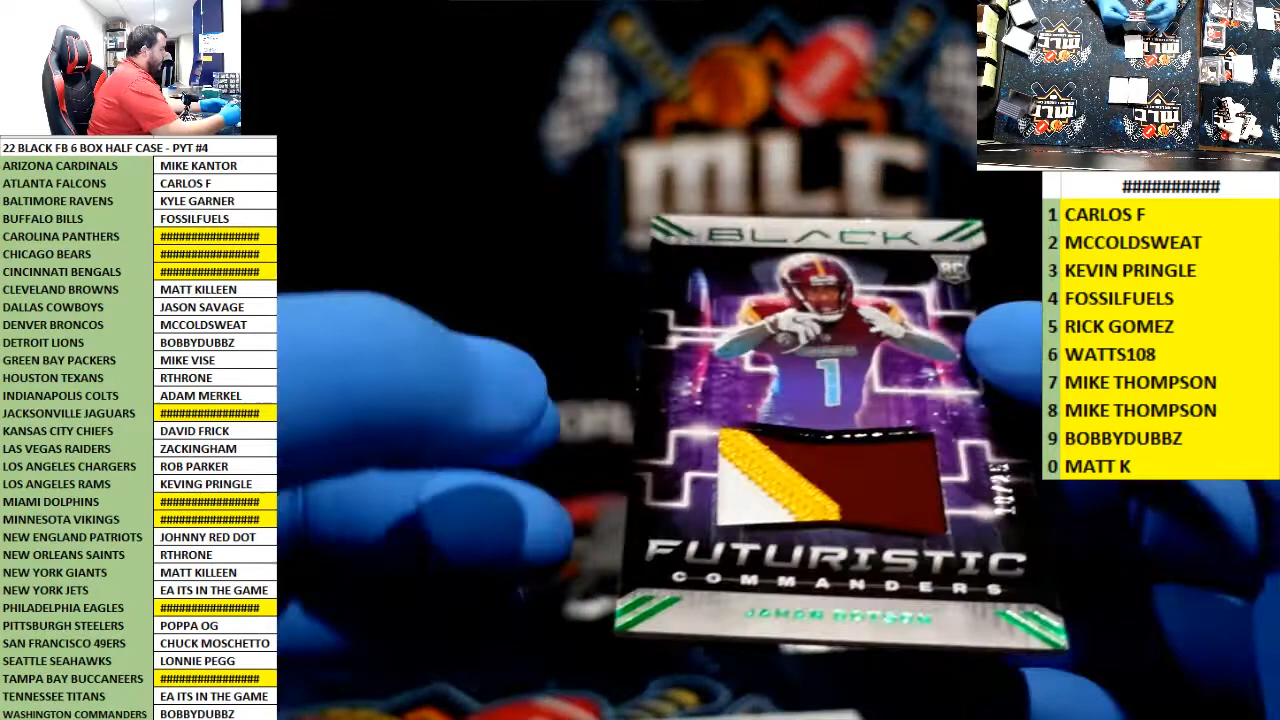 22 BLACK FB 6 BOX HALF CASE - PYT #4
ARIZONA CARDINALS MIKE KANTOR
ATLANTA FALCONS CARLOS F
BALTIMORE RAVENS KYLE GARNER
BUFFALO BILLS FOSSILFUELS
CAROLINA PANTHERS ################
CHICAGO BEARS ################
CINCINNATI BENGALS ################
CLEVELAND BROWNS MATT KILLEEN
DALLAS COWBOYS JASON SAVAGE
DENVER BRONCOS MCCOLDSWEAT
DETROIT LIONS BOBBYDUBBZ
GREEN BAY PACKERS MIKE VISE
HOUSTON TEXANS RTHRONE
INDIANAPOLIS COLTS ADAM MERKEL
JACKSONVILLE JAGUARS ################
KANSAS CITY CHIEFS DAVID FRICK
LAS VEGAS RAIDERS ZACKINGHAM
LOS ANGELES CHARGERS ROB PARKER
LOS ANGELES RAMS KEVING PRINGLE
MIAMI DOLPHINS ################
MINNESOTA VIKINGS ################
NEW ENGLAND PATRIOTS JOHNNY RED DOT
NEW ORLEANS SAINTS RTHRONE
NEW YORK GIANTS MATT KILLEEN
NEW YORK JETS EA ITS IN THE GAME
PHILADELPHIA EAGLES ################
PITTSBURGH STEELERS POPPA OG
SAN FRANCISCO 49ERS CHUCK MOSCHETTO
SEATTLE SEAHAWKS LONNIE PEGG
TAMPA BAY BUCCANEERS ################
TENNESSEE TITANS EA ITS IN THE GAME
WASHINGTON COMMANDERS BOBBYDUBBZ
MLC
BLACK
RC
1
FUTURISTIC
COMMANDERS
JAHAN DOTSON
##########
1 CARLOS F
2 MCCOLDSWEAT
3 KEVIN PRINGLE
4 FOSSILFUELS
5 RICK GOMEZ
6 WATTS108
7 MIKE THOMPSON
8 MIKE THOMPSON
9 BOBBYDUBBZ
0 MATT K